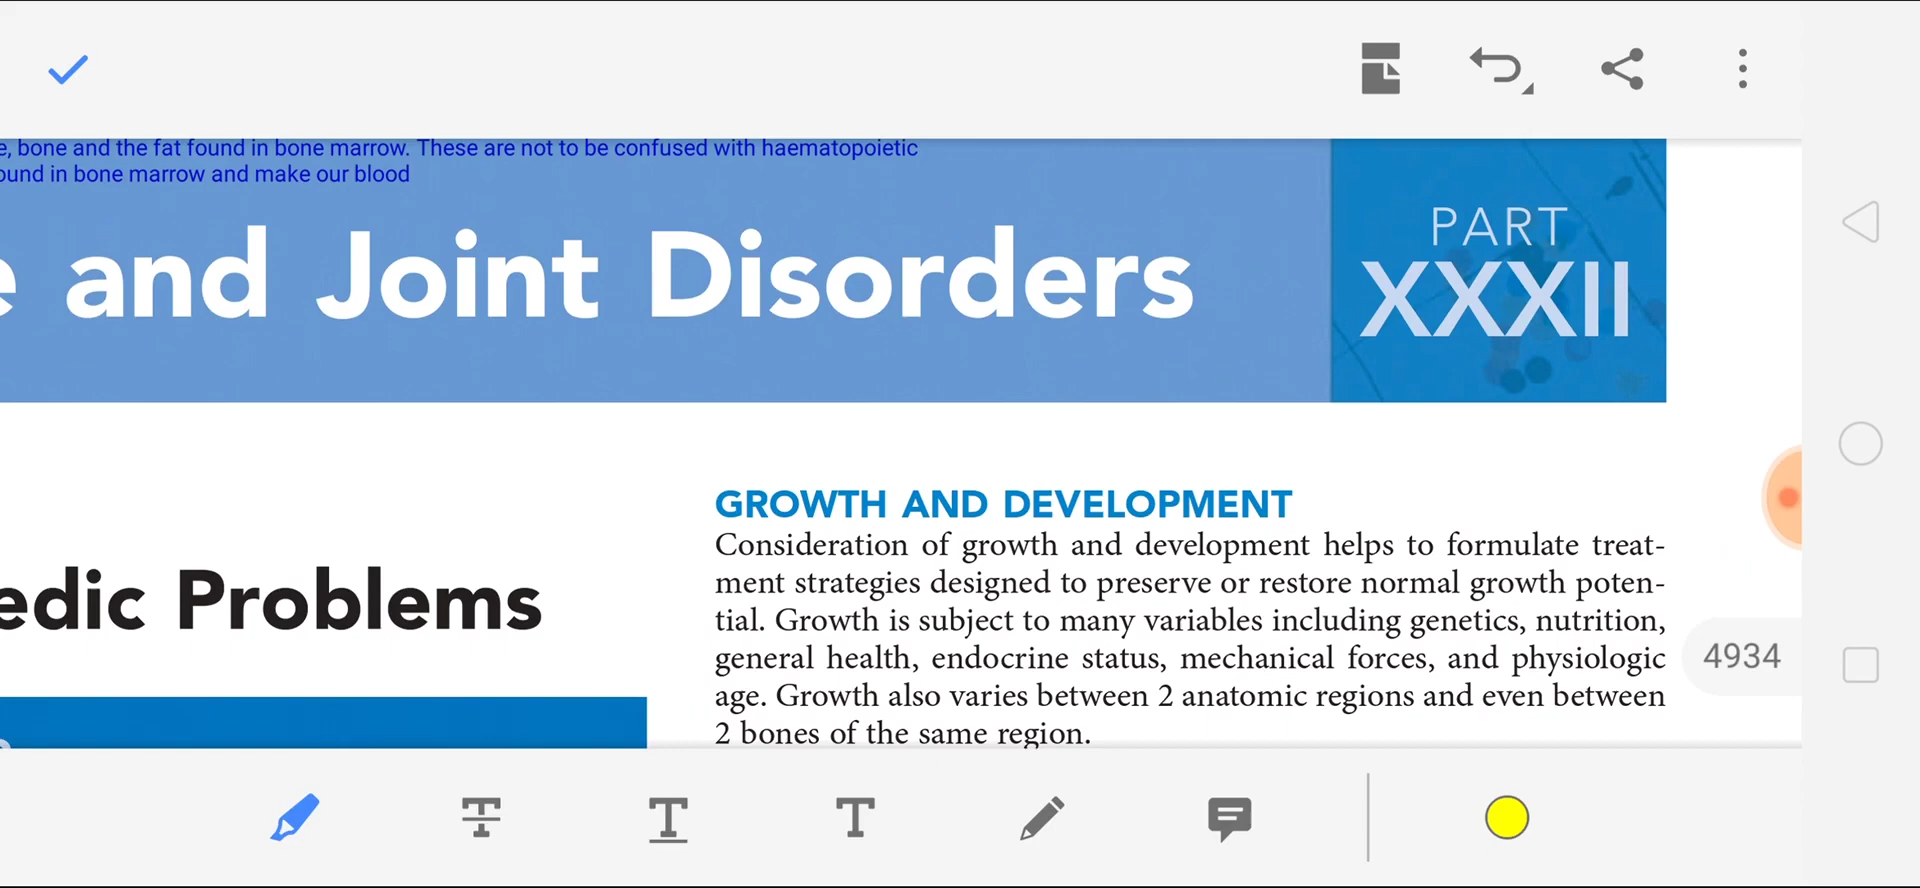 bone and the fat found in bone marrow. These are not to be confused with haematopoietic
in bone marrow and make our blood
and Joint Disorders
PART
XXXII
Problems
GROWTH AND DEVELOPMENT
Consideration of growth and development helps to formulate treat-
ment strategies designed to preserve or restore normal growth poten-
tial. Growth is subject to many variables including genetics, nutrition,
general health, endocrine status, mechanical forces, and physiologic
age. Growth also varies between 2 anatomic regions and even between
2 bones of the same region.
4934